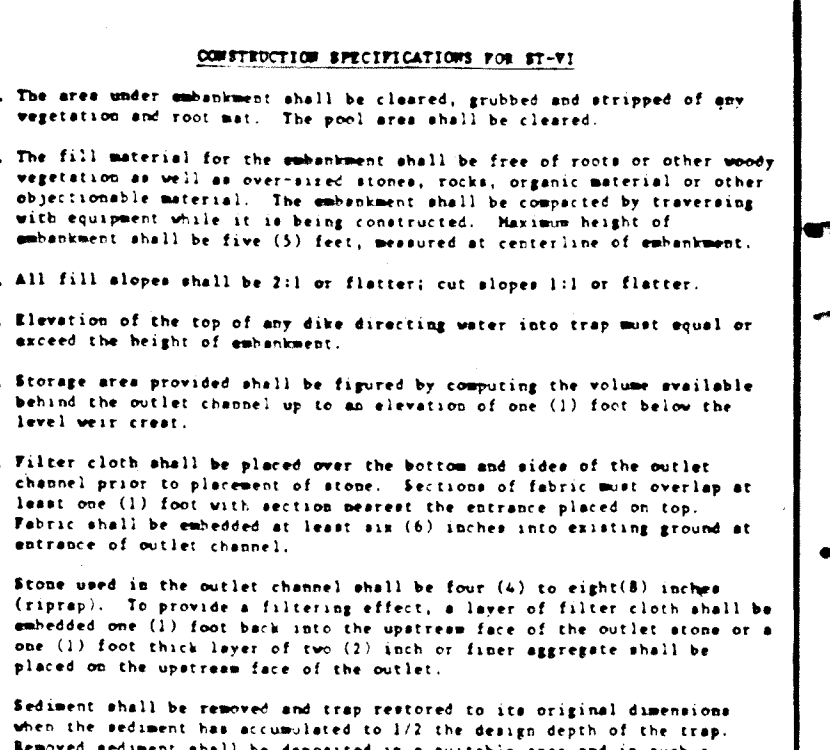 CONSTRUCTION SPECIFICATIONS FOR ST-VI
. The area under embankment shall be cleared, grubbed and stripped of any
vegetation and root mat. The pool area shall be cleared.
. The fill material for the embankment shall be free of roots or other woody
vegetation as well as over-sized stones, rocks, organic material or other
objectionable material. The embankment shall be compacted by traversing
with equipment while it is being constructed. Maximum height of
embankment shall be five (5) feet, measured at centerline of embankment.
. All fill slopes shall be 2:1 or flatter; cut slopes 1:1 or flatter.
. Elevation of the top of any dike directing water into trap must equal or
exceed the height of embankment.
. Storage area provided shall be figured by computing the volume available
behind the outlet channel up to an elevation of one (1) foot below the
level weir crest.
. Filter cloth shall be placed over the bottom and sides of the outlet
channel prior to placement of stone. Sections of fabric must overlap at
least one (1) foot with section nearest the entrance placed on top.
Fabric shall be embedded at least six (6) inches into existing ground at
entrance of outlet channel.
Stone used in the outlet channel shall be four (4) to eight(8) inches
(riprap). To provide a filtering effect, a layer of filter cloth shall be
embedded one (1) foot back into the upstream face of the outlet stone or a
one (1) foot thick layer of two (2) inch or finer aggregate shall be
placed on the upstream face of the outlet.
Sediment shall be removed and trap restored to its original dimensions
when the sediment has accumulated to 1/2 the design depth of the trap.
Removed sediment shall be deposited in a suitable area and in such a